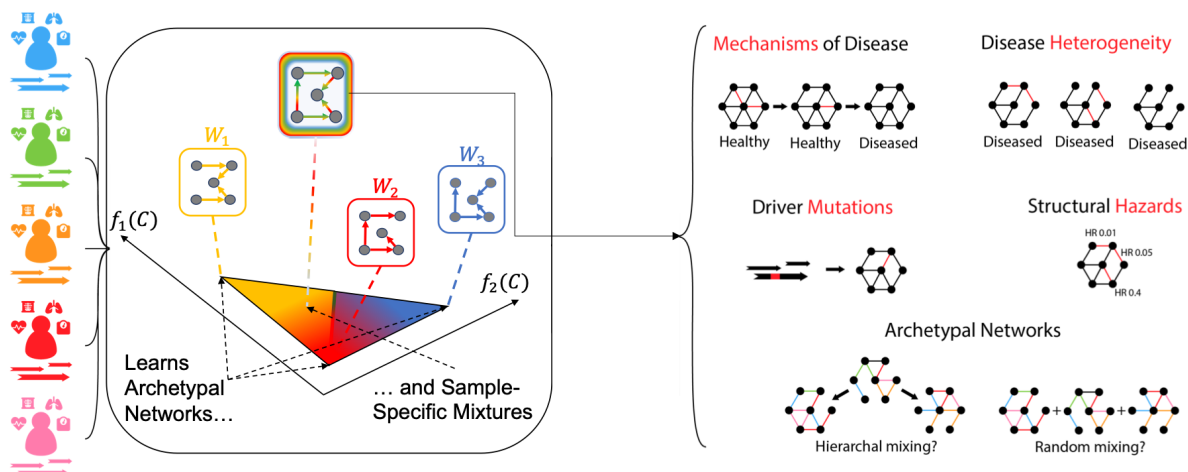 W₁
W₂
W₃
f₁(C)
f₂(C)
Learns
Archetypal
Networks…
… and Sample-
Specific Mixtures
Mechanisms of Disease
Healthy
Healthy
Diseased
Disease Heterogeneity
Diseased
Diseased
Diseased
Driver Mutations
Structural Hazards
HR 0.01
HR 0.05
HR 0.4
Archetypal Networks
Hierarchal mixing?
+
+
Random mixing?